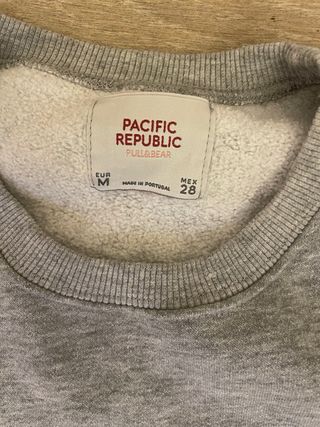 PACIFIC
REPUBLIC
PULL&BEAR
EUR MEX
M MADE IN PORTUGAL 28